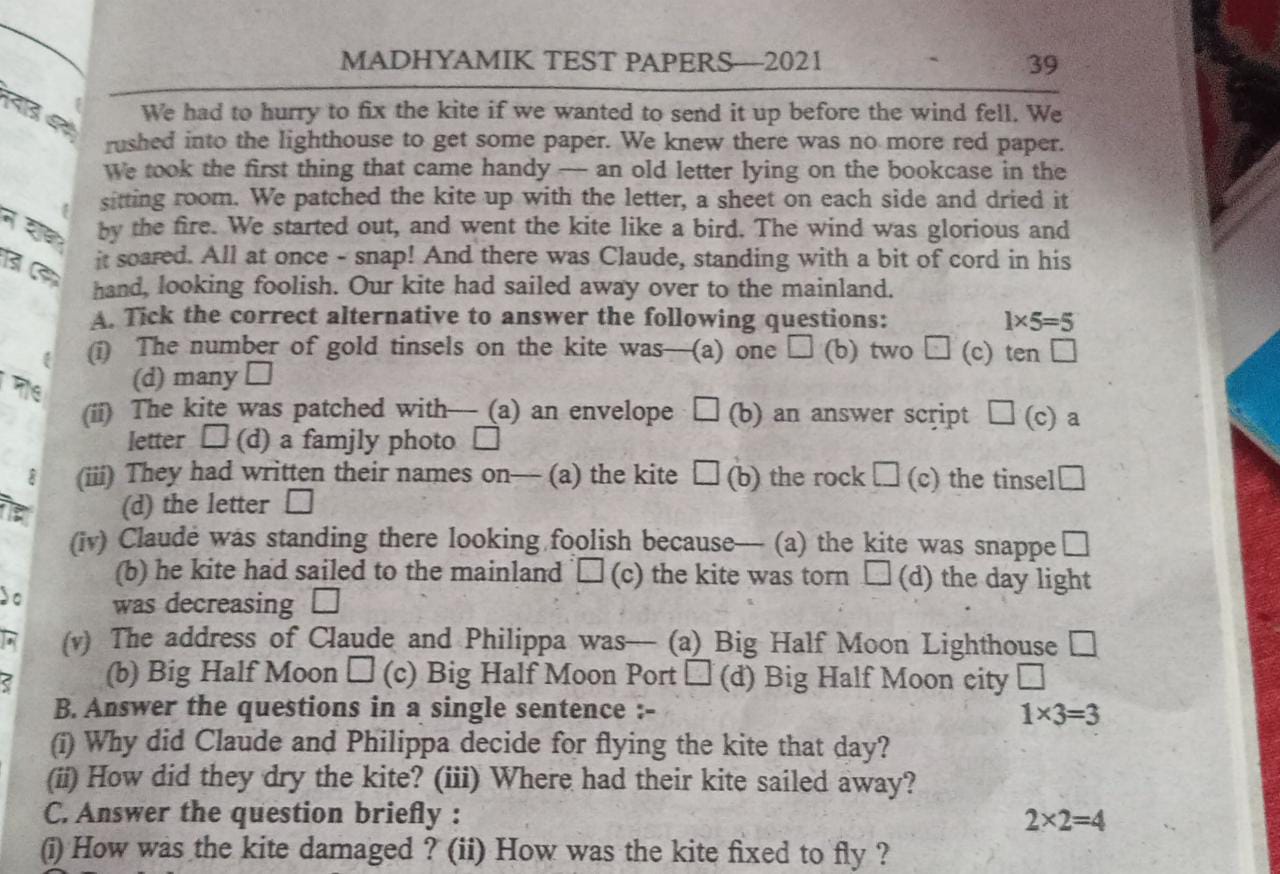 MADHYAMIK TEST PAPERS—2021 39
We had to hurry to fix the kite if we wanted to send it up before the wind fell. We
rushed into the lighthouse to get some paper. We knew there was no more red paper.
We took the first thing that came handy — an old letter lying on the bookcase in the
sitting room. We patched the kite up with the letter, a sheet on each side and dried it
by the fire. We started out, and went the kite like a bird. The wind was glorious and
it soared. All at once - snap! And there was Claude, standing with a bit of cord in his
hand, looking foolish. Our kite had sailed away over to the mainland.
A. Tick the correct alternative to answer the following questions: 1×5=5
(i) The number of gold tinsels on the kite was—(a) one □ (b) two □ (c) ten □
(d) many □
(ii) The kite was patched with— (a) an envelope □ (b) an answer script □ (c) a
letter □ (d) a famjly photo □
(iii) They had written their names on— (a) the kite □ (b) the rock □ (c) the tinsel □
(d) the letter □
(iv) Claude was standing there looking foolish because— (a) the kite was snappe □
(b) he kite had sailed to the mainland □ (c) the kite was torn □ (d) the day light
was decreasing □
(v) The address of Claude and Philippa was— (a) Big Half Moon Lighthouse □
(b) Big Half Moon □ (c) Big Half Moon Port □ (d) Big Half Moon city □
B. Answer the questions in a single sentence :- 1×3=3
(i) Why did Claude and Philippa decide for flying the kite that day?
(ii) How did they dry the kite? (iii) Where had their kite sailed away?
C. Answer the question briefly : 2×2=4
(i) How was the kite damaged ? (ii) How was the kite fixed to fly ?